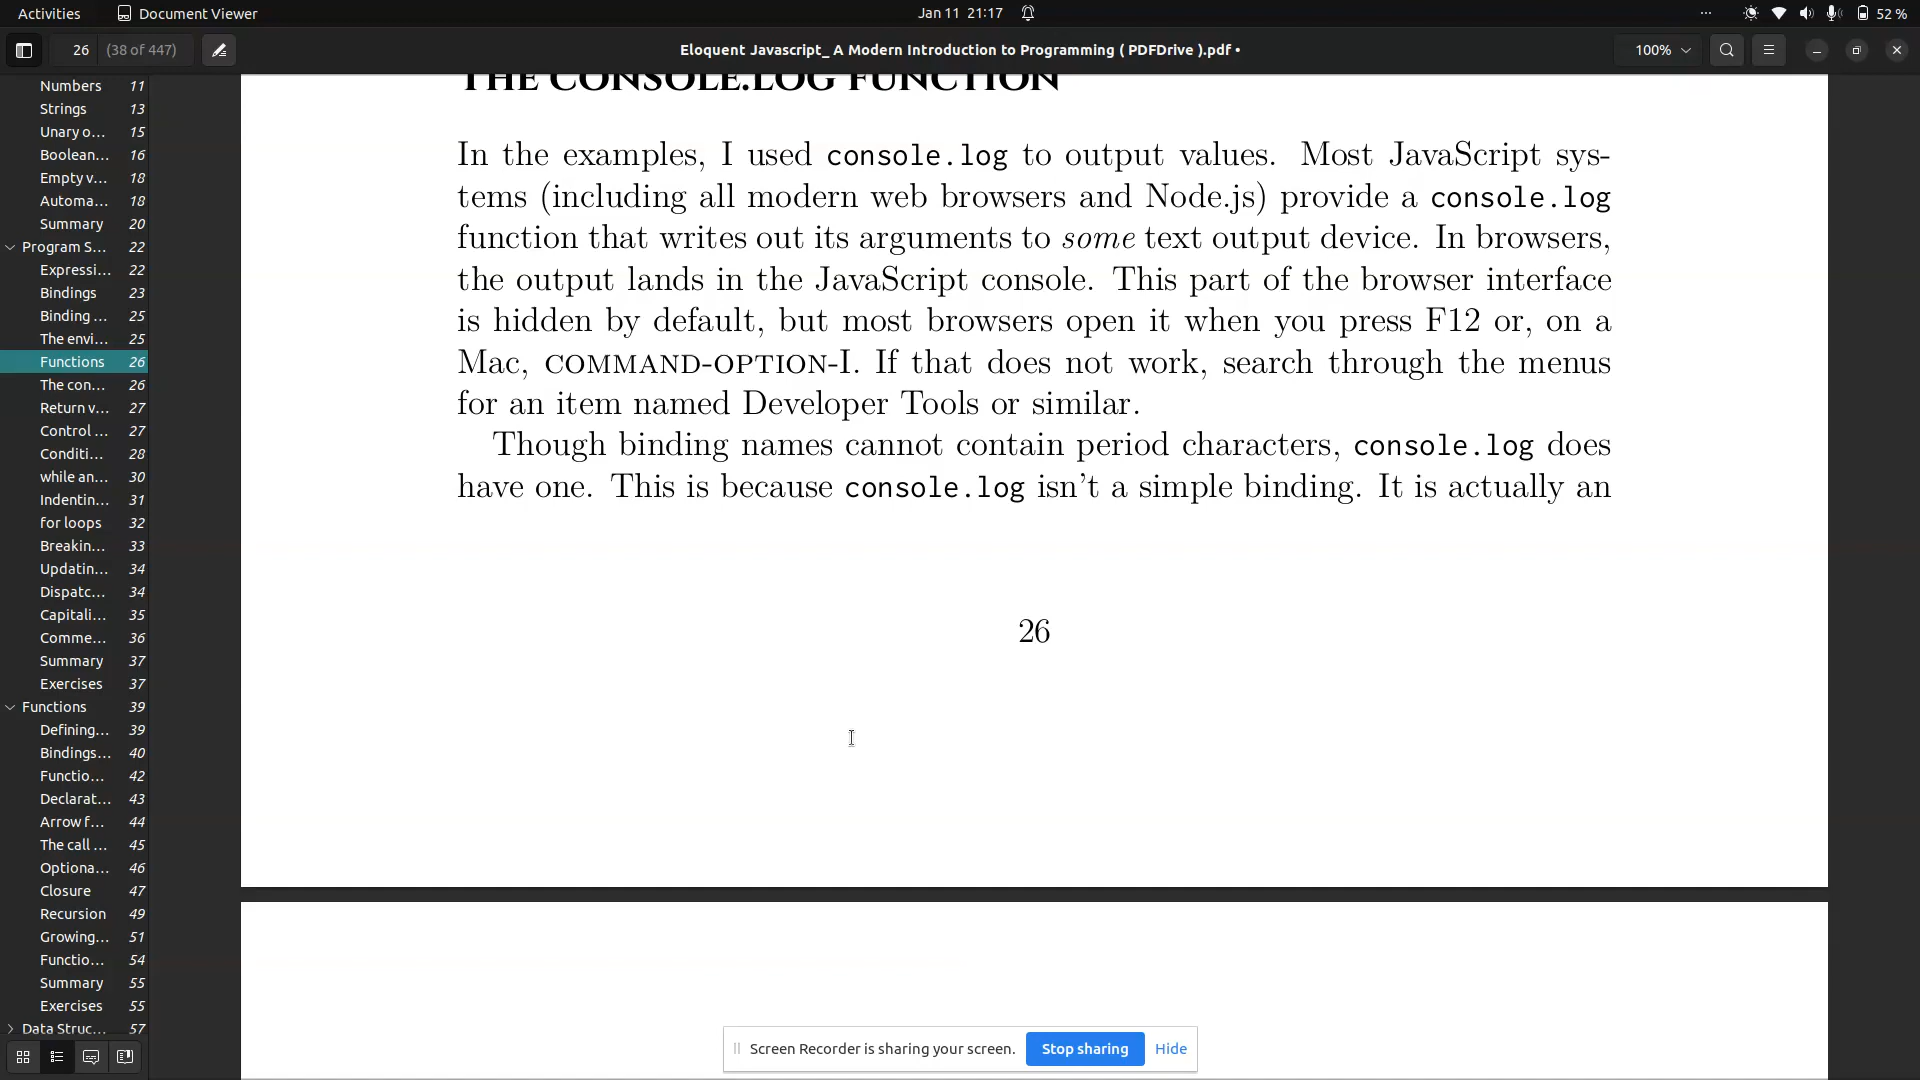 Activities
Document Viewer
Jan 11 21:17
52 %
26 (38 of 447)
Eloquent Javascript_ A Modern Introduction to Programming ( PDFDrive ).pdf •
100%
Numbers 11
Strings 13
Unary o... 15
Boolean... 16
Empty v... 18
Automa... 18
Summary 20
Program S... 22
Expressi... 22
Bindings 23
Binding ... 25
The envi... 25
Functions 26
The con... 26
Return v... 27
Control ... 27
Conditi... 28
while an... 30
Indentin... 31
for loops 32
Breakin... 33
Updatin... 34
Dispatc... 34
Capitali... 35
Comme... 36
Summary 37
Exercises 37
Functions 39
Defining... 39
Bindings... 40
Functio... 42
Declarat... 43
Arrow f... 44
The call ... 45
Optiona... 46
Closure 47
Recursion 49
Growing... 51
Functio... 54
Summary 55
Exercises 55
Data Struc... 57
THE CONSOLE.LOG FUNCTION
In the examples, I used console.log to output values. Most JavaScript sys-
tems (including all modern web browsers and Node.js) provide a console.log
function that writes out its arguments to some text output device. In browsers,
the output lands in the JavaScript console. This part of the browser interface
is hidden by default, but most browsers open it when you press F12 or, on a
Mac, COMMAND-OPTION-I. If that does not work, search through the menus
for an item named Developer Tools or similar.
Though binding names cannot contain period characters, console.log does
have one. This is because console.log isn't a simple binding. It is actually an
26
Screen Recorder is sharing your screen.
Stop sharing
Hide